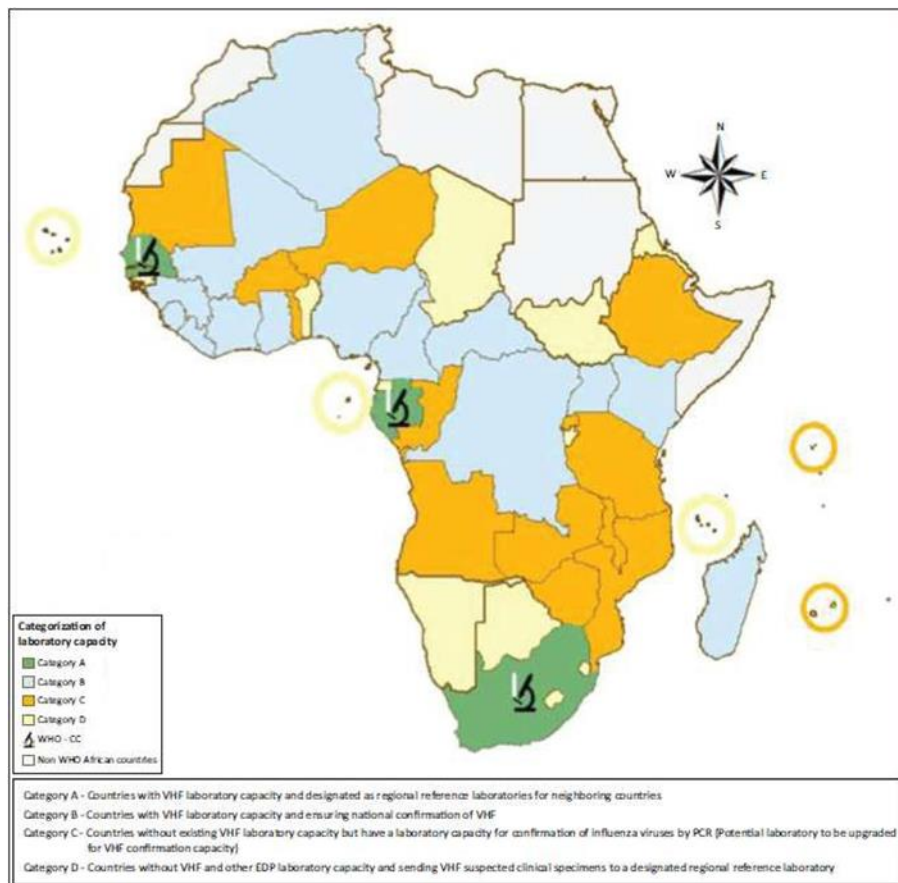 N
W
E
S
Categorization of
laboratory capacity
Category A
Category B
Category C
Category D
WHO - CC
Non WHO African countries
Category A - Countries with VHF laboratory capacity and designated as regional reference laboratories for neighboring countries
Category B - Countries with VHF laboratory capacity and ensuring national confirmation of VHF
Category C - Countries without existing VHF laboratory capacity but have a laboratory capacity for confirmation of influenza viruses by PCR (Potential laboratory to be upgraded
for VHF confirmation capacity)
Category D - Countries without VHF and other EDP laboratory capacity and sending VHF suspected clinical specimens to a designated regional reference laboratory